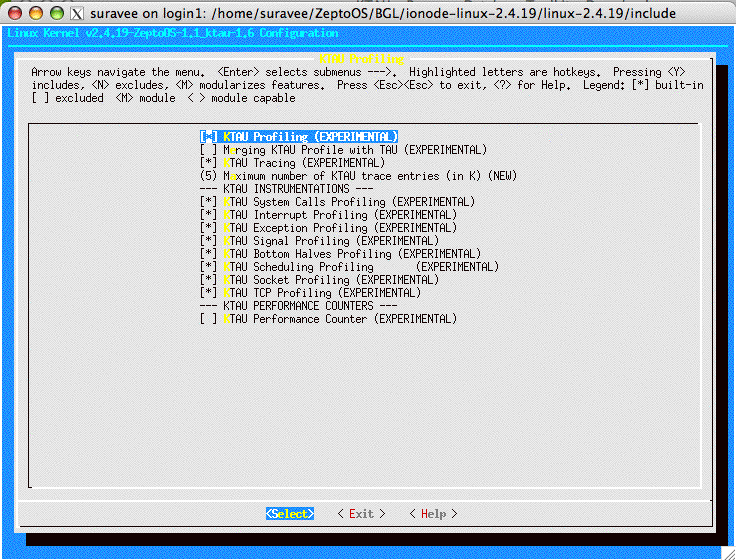 suravee on login1: /home/suravee/ZeptoOS/BGL/ionode-linux-2.4.19/linux-2.4.19/include
Linux Kernel v2.4.19-ZeptoOS-1.1_ktau-1.6 Configuration
KTAU Profiling
Arrow keys navigate the menu. <Enter> selects submenus --->. Highlighted letters are hotkeys. Pressing <Y>
includes, <N> excludes, <M> modularizes features. Press <Esc><Esc> to exit, <?> for Help. Legend: [*] built-in
[ ] excluded <M> module < > module capable
[*] KTAU Profiling (EXPERIMENTAL)
[ ] Merging KTAU Profile with TAU (EXPERIMENTAL)
[*] KTAU Tracing (EXPERIMENTAL)
(5) Maximum number of KTAU trace entries (in K) (NEW)
--- KTAU INSTRUMENTATIONS ---
[*] KTAU System Calls Profiling (EXPERIMENTAL)
[*] KTAU Interrupt Profiling (EXPERIMENTAL)
[*] KTAU Exception Profiling (EXPERIMENTAL)
[*] KTAU Signal Profiling (EXPERIMENTAL)
[*] KTAU Bottom Halves Profiling (EXPERIMENTAL)
[*] KTAU Scheduling Profiling (EXPERIMENTAL)
[*] KTAU Socket Profiling (EXPERIMENTAL)
[*] KTAU TCP Profiling (EXPERIMENTAL)
--- KTAU PERFORMANCE COUNTERS ---
[ ] KTAU Performance Counter (EXPERIMENTAL)
<Select> < Exit > < Help >